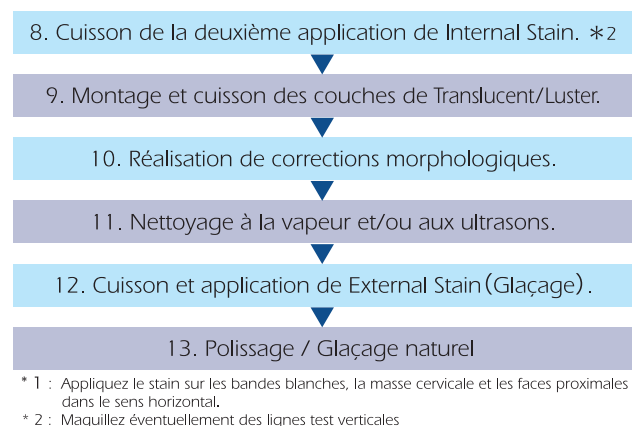 8. Cuisson de la deuxième application de Internal Stain. *2
9. Montage et cuisson des couches de Translucent/Luster.
10. Réalisation de corrections morphologiques.
11. Nettoyage à la vapeur et/ou aux ultrasons.
12. Cuisson et application de External Stain (Glaçage).
13. Polissage / Glaçage naturel
* 1 : Appliquez le stain sur les bandes blanches, la masse cervicale et les faces proximales
dans le sens horizontal.
* 2 : Maquillez éventuellement des lignes test verticales